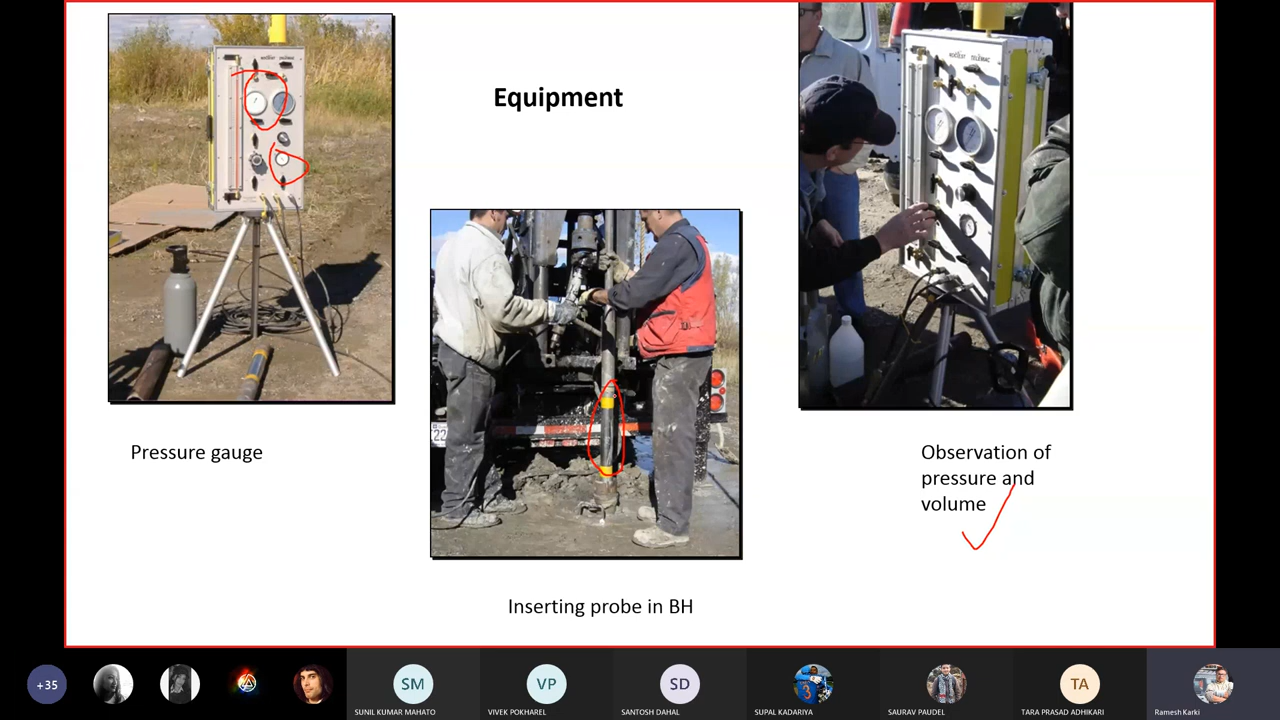 Equipment
Pressure gauge
Inserting probe in BH
Observation of
pressure and
volume
+35
SM
VP
SD
TA
SUNIL KUMAR MAHATO
VIVEK POKHAREL
SANTOSH DAHAL
SUPAL KADARIYA
SAURAV PAUDEL
TARA PRASAD ADHIKARI
Ramesh Karki